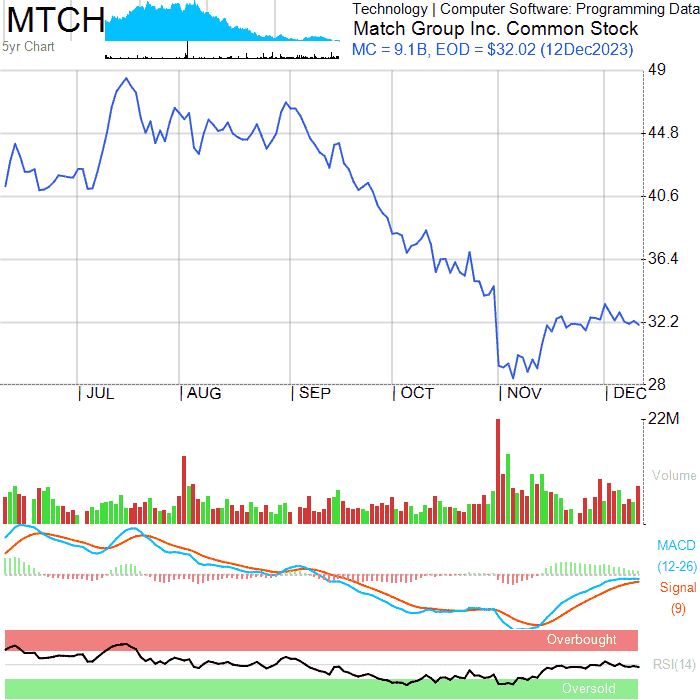 MTCH
5yr Chart
Technology | Computer Software: Programming Data
Match Group Inc. Common Stock
MC = 9.1B, EOD = $32.02 (12Dec2023)
49
44.8
40.6
36.4
32.2
28
| JUL | AUG | SEP | OCT | NOV | DEC
22M
Volume
MACD
(12-26)
Signal
(9)
Overbought
RSI(14)
Oversold